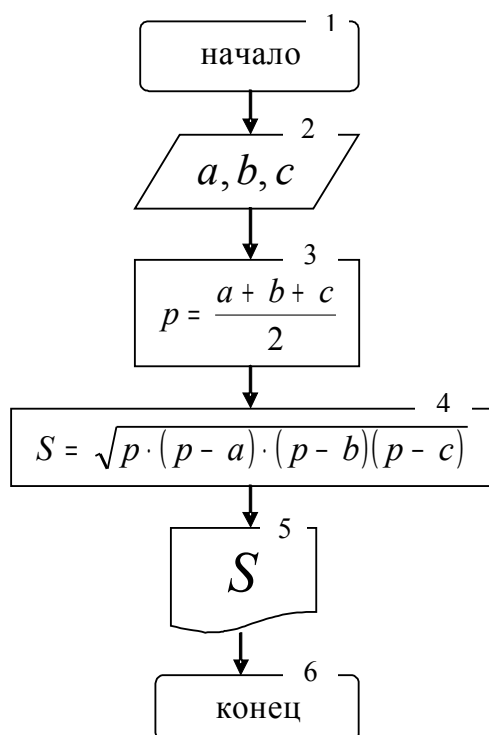 1
начало
2
a, b, c
3
p = (a + b + c) / 2
4
S = √(p · (p − a) · (p − b)(p − c))
5
S
6
конец